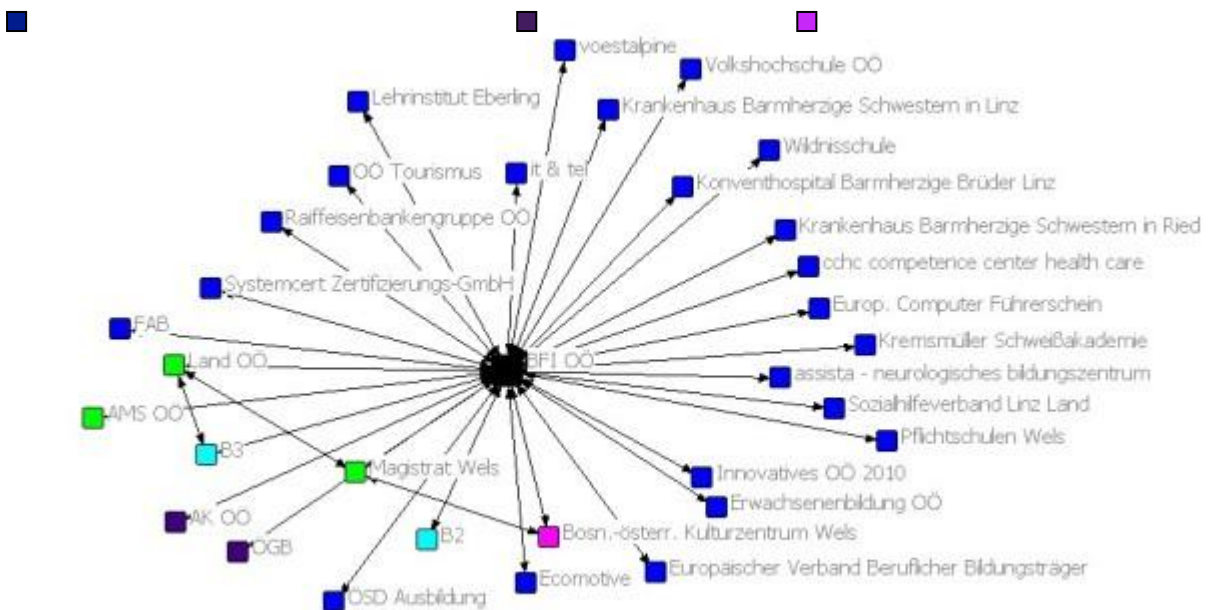 voestalpine
Volkshochschule OÖ
Lehrinstitut Eberling
Krankenhaus Barmherzige Schwestern in Linz
Wildnisschule
OÖ Tourismus
it & tel
Konventhospital Barmherzige Brüder Linz
Raiffeisenbankengruppe OÖ
Krankenhaus Barmherzige Schwestern in Ried
cchc competence center health care
Systemcert Zertifizierungs-GmbH
Europ. Computer Führerschein
FAB
Kremsmüller Schweißakademie
Land OÖ
BFI OÖ
assista - neurologisches bildungszentrum
AMS OÖ
Sozialhilfeverband Linz Land
B3
Pflichtschulen Wels
Magistrat Wels
Innovatives OÖ 2010
Erwachsenenbildung OÖ
AK OÖ
ÖGB
B2
Bosn.-österr. Kulturzentrum Wels
Ecomotive
Europäischer Verband Beruflicher Bildungsträger
ÖSD Ausbildung